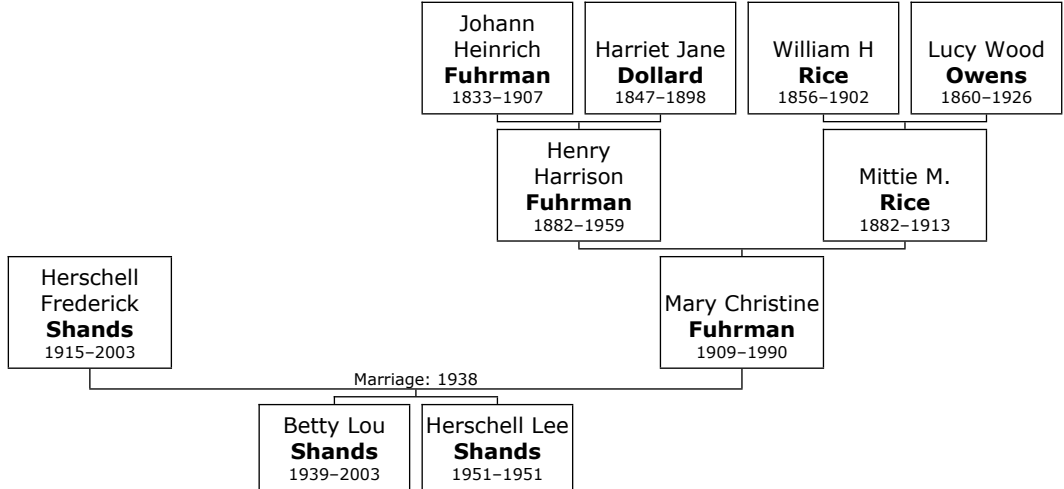 Johann
Heinrich
Fuhrman
1833–1907
Harriet Jane
Dollard
1847–1898
William H
Rice
1856–1902
Lucy Wood
Owens
1860–1926
Henry
Harrison
Fuhrman
1882–1959
Mittie M.
Rice
1882–1913
Herschell
Frederick
Shands
1915–2003
Mary Christine
Fuhrman
1909–1990
Marriage: 1938
Betty Lou
Shands
1939–2003
Herschell Lee
Shands
1951–1951